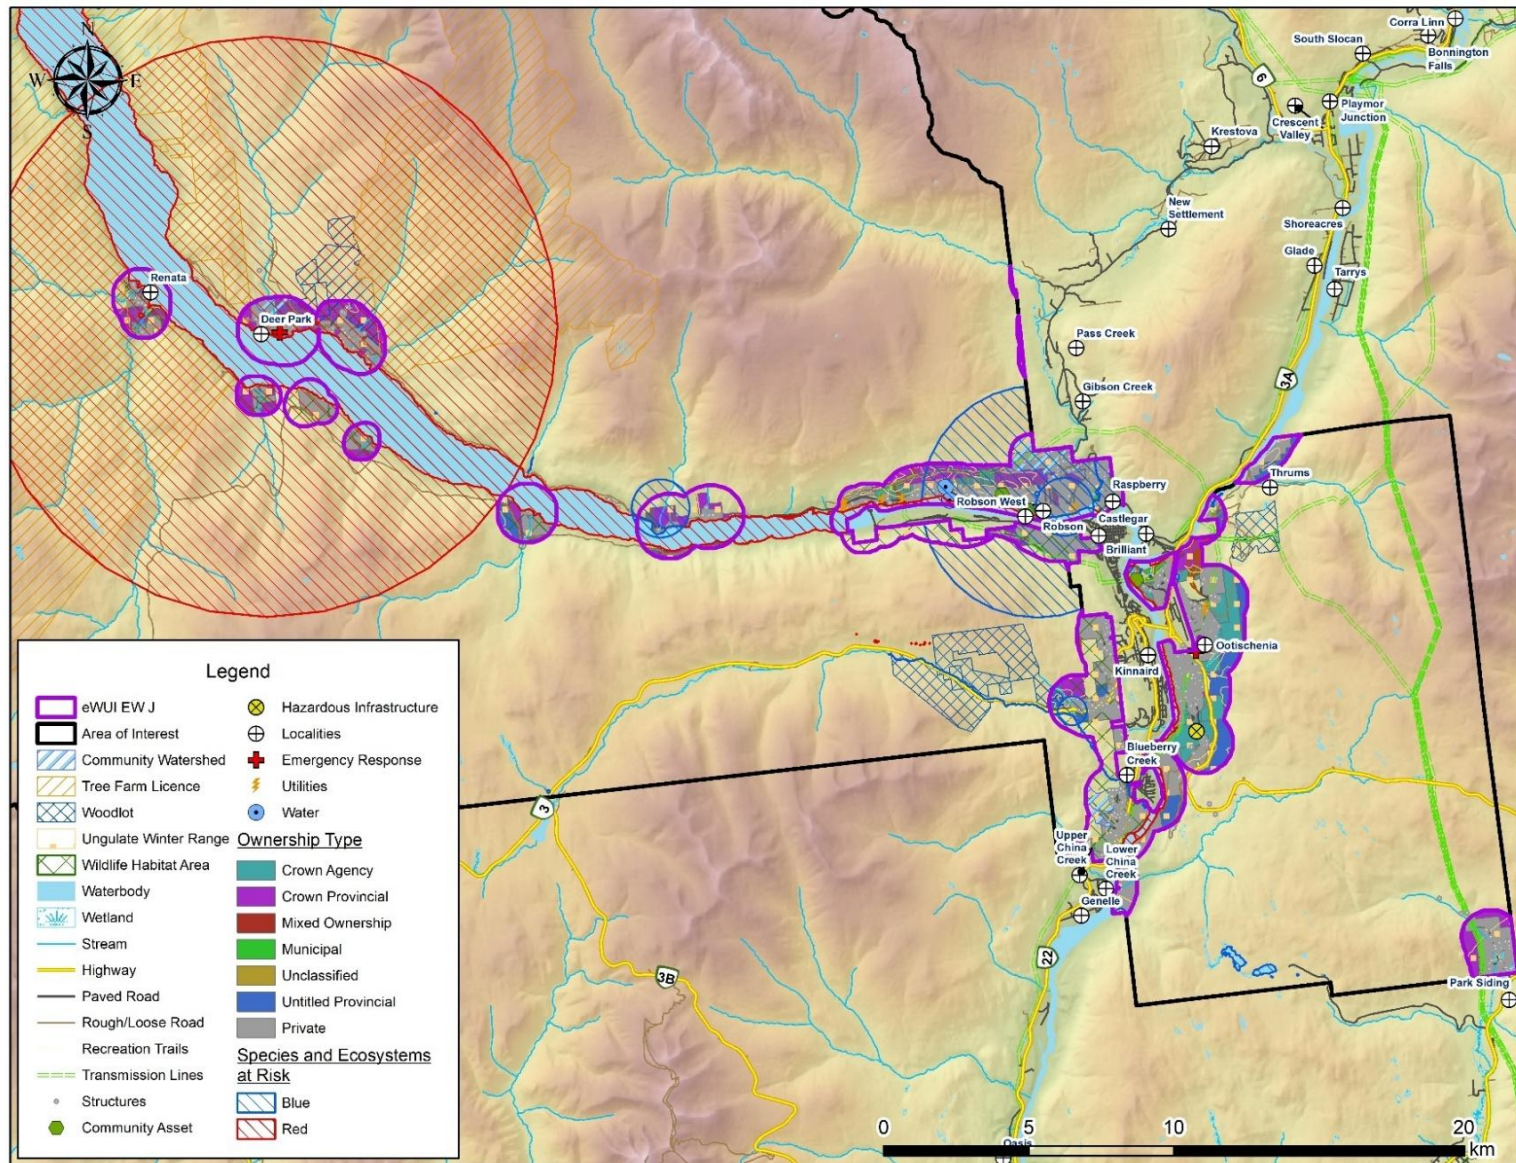 N
W
E
S
Corra Linn
South Slocan
Bonnington
Falls
6
Playmor
Junction
Crescent
Valley
Krestova
New
Settlement
Shoreacres
Glade
Tarrys
Renata
Deer Park
Pass Creek
3A
Gibson Creek
Thrums
Raspberry
Robson West
Robson
Castlegar
Brilliant
Ootischenia
Kinnaird
Blueberry
Creek
3
Upper
China
Creek
Lower
China
Creek
Genelle
22
3B
Park Siding
Oasis
Legend
eWUI EW J
Area of Interest
Community Watershed
Tree Farm Licence
Woodlot
Ungulate Winter Range
Wildlife Habitat Area
Waterbody
Wetland
Stream
Highway
Paved Road
Rough/Loose Road
Recreation Trails
Transmission Lines
Structures
Community Asset
Hazardous Infrastructure
Localities
Emergency Response
Utilities
Water
Ownership Type
Crown Agency
Crown Provincial
Mixed Ownership
Municipal
Unclassified
Untitled Provincial
Private
Species and Ecosystems
at Risk
Blue
Red
0 5 10 20
km